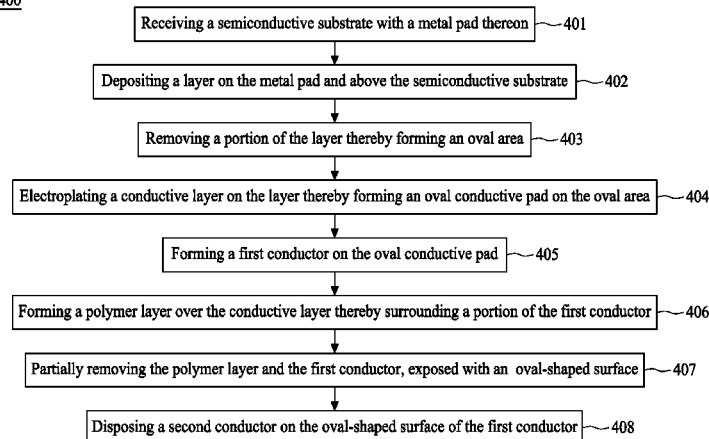 400
Receiving a semiconductive substrate with a metal pad thereon 401
Depositing a layer on the metal pad and above the semiconductive substrate 402
Removing a portion of the layer thereby forming an oval area 403
Electroplating a conductive layer on the layer thereby forming an oval conductive pad on the oval area 404
Forming a first conductor on the oval conductive pad 405
Forming a polymer layer over the conductive layer thereby surrounding a portion of the first conductor 406
Partially removing the polymer layer and the first conductor, exposed with an oval-shaped surface 407
Disposing a second conductor on the oval-shaped surface of the first conductor 408